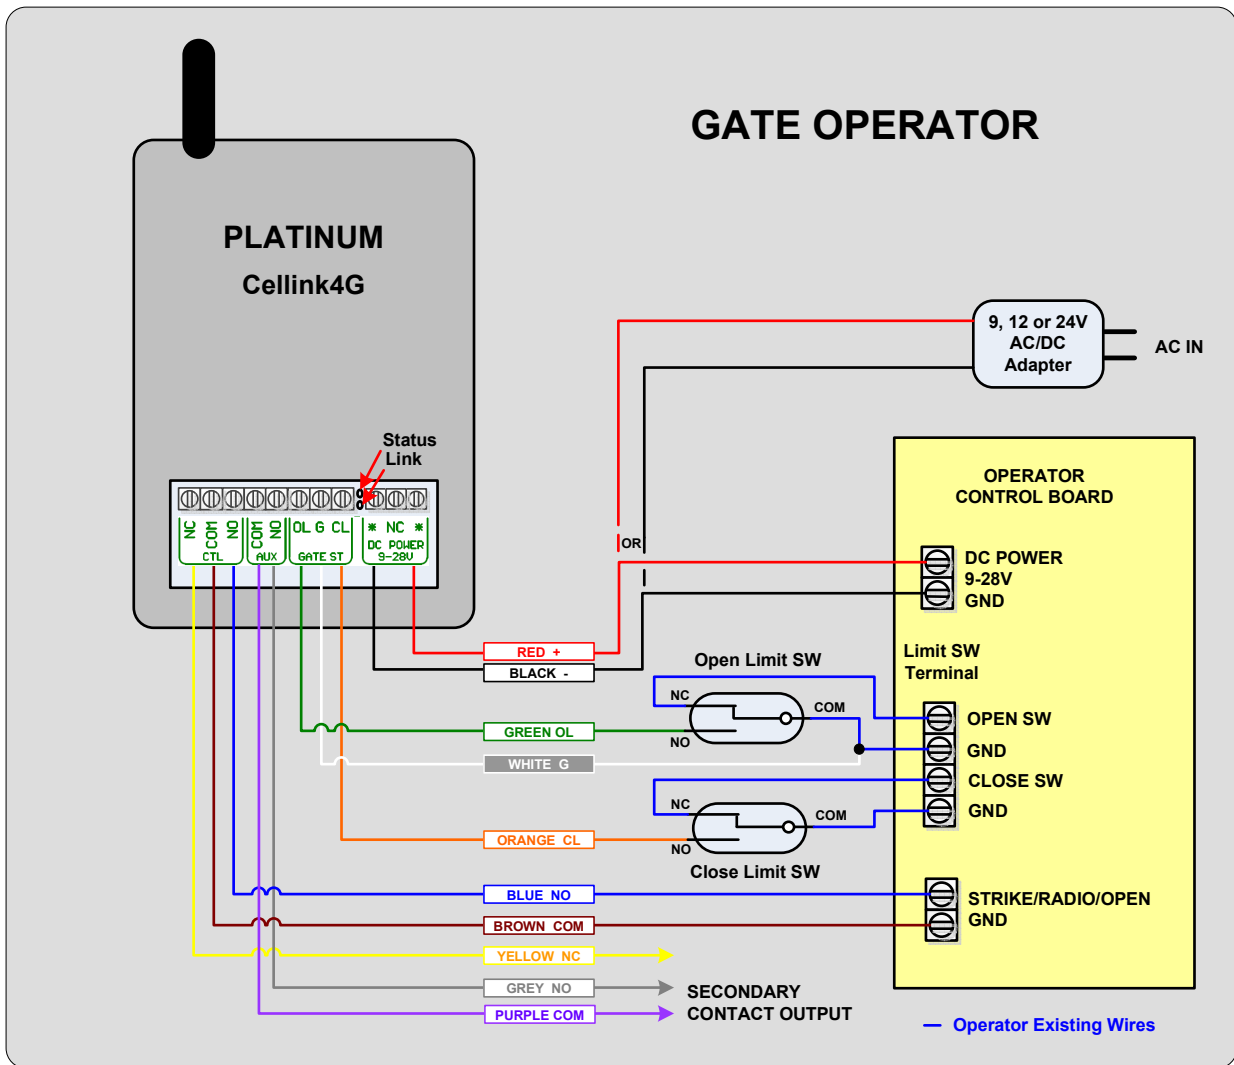 GATE OPERATOR
PLATINUM
Cellink4G
9, 12 or 24V
AC/DC
Adapter
AC IN
Status
Link
NC COM NO COM NO OL G CL * NC *
CTL AUX GATE ST DC POWER
9-28V
OPERATOR
CONTROL BOARD
OR
DC POWER
9-28V
GND
RED +
BLACK -
Open Limit SW
Limit SW
Terminal
NC
COM
NO
OPEN SW
GND
CLOSE SW
GND
GREEN OL
WHITE G
NC
COM
NO
ORANGE CL
Close Limit SW
BLUE NO
STRIKE/RADIO/OPEN
GND
BROWN COM
YELLOW NC
GREY NO
PURPLE COM
SECONDARY
CONTACT OUTPUT
Operator Existing Wires